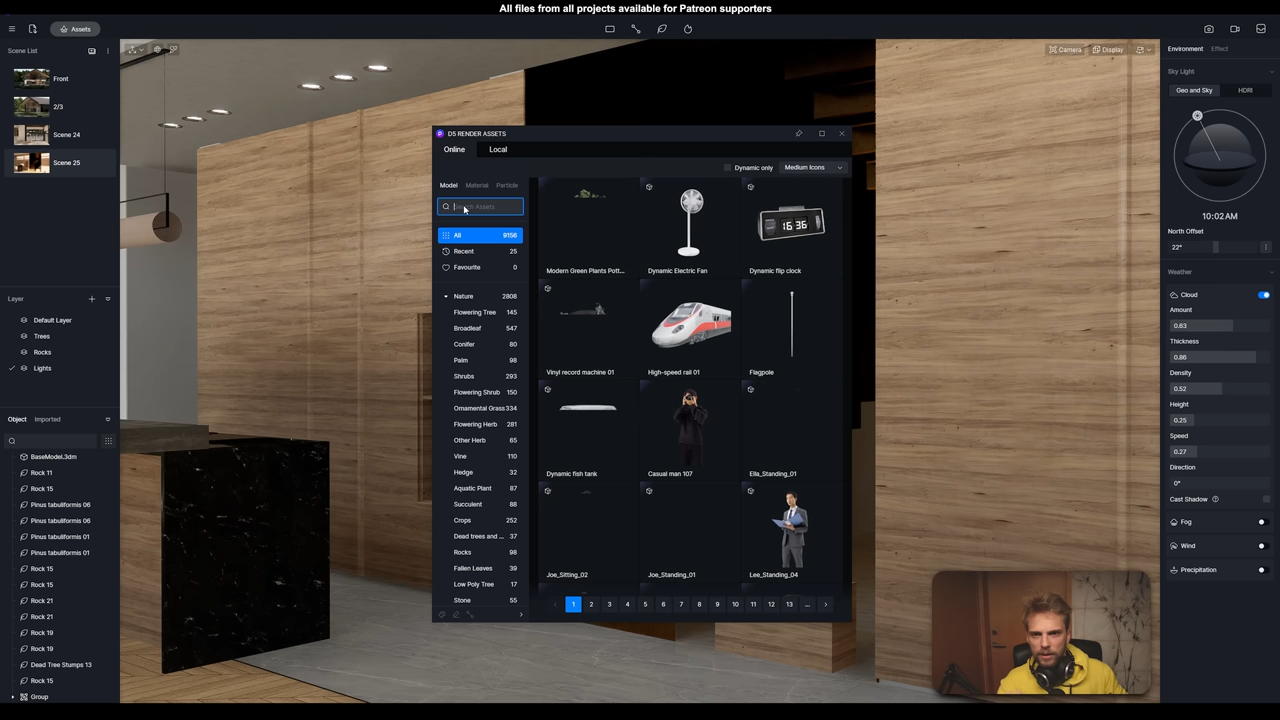 All files from all projects available for Patreon supporters
Assets
Scene List
Front
2/3
Scene 24
Scene 25
Layer
Default Layer
Trees
Rocks
Lights
Object
Imported
BaseModel.3dm
Rock 11
Rock 15
Pinus tabuliformis 06
Pinus tabuliformis 06
Pinus tabuliformis 01
Pinus tabuliformis 01
Rock 15
Rock 15
Rock 21
Rock 21
Rock 19
Rock 19
Dead Tree Stumps 13
Rock 15
Group
Camera
Display
D5 RENDER ASSETS
Online
Local
Dynamic only
Medium Icons
Model
Material
Particle
Search Assets
All 9156
Recent 25
Favourite 0
Nature 2808
Flowering Tree 145
Broadleaf 547
Conifer 80
Palm 98
Shrubs 293
Flowering Shrub 150
Ornamental Grass 334
Flowering Herb 281
Other Herb 65
Vine 110
Hedge 32
Aquatic Plant 87
Succulent 88
Crops 252
Dead trees and ... 37
Rocks 98
Fallen Leaves 39
Low Poly Tree 17
Stone 55
Modern Green Plants Pott...
Dynamic Electric Fan
16 36
Dynamic flip clock
Vinyl record machine 01
High-speed rail 01
Flagpole
Dynamic fish tank
Casual man 107
Ella_Standing_01
Joe_Sitting_02
Joe_Standing_01
Lee_Standing_04
1 2 3 4 5 6 7 8 9 10 11 12 13 ...
Environment
Effect
Sky Light
Geo and Sky
HDRI
10:02 AM
North Offset
22°
Weather
Cloud
Amount
0.63
Thickness
0.86
Density
0.52
Height
0.25
Speed
0.27
Direction
0°
Cast Shadow
Fog
Wind
Precipitation